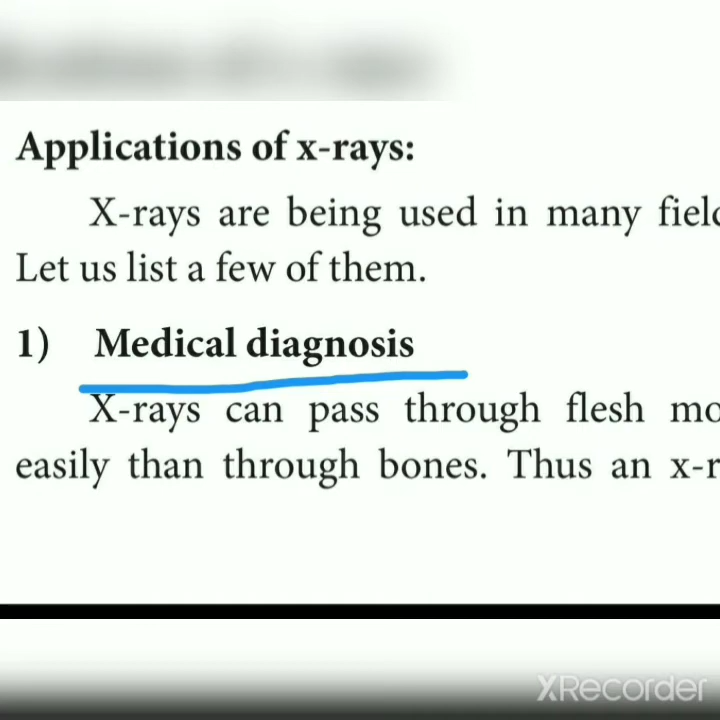 Applications of x-rays:
X-rays are being used in many
Let us list a few of them.
1) Medical diagnosis
X-rays can pass through flesh
easily than through bones. Thus an
XRecorder